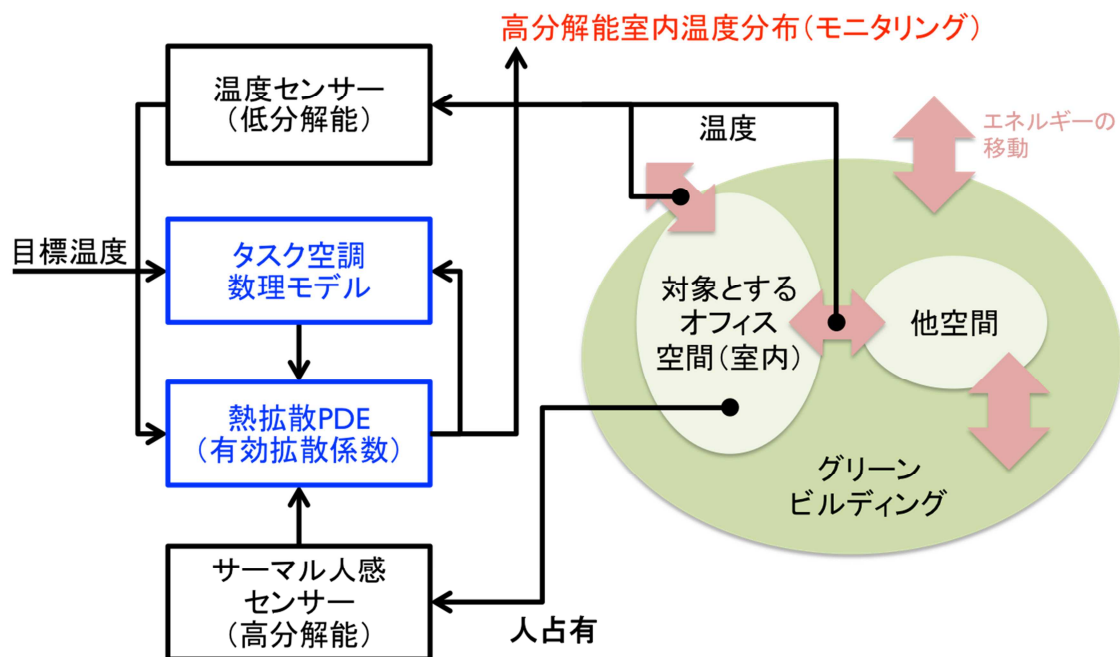 高分解能室内温度分布(モニタリング)
温度センサー
(低分解能)
温度
エネルギーの
移動
目標温度
タスク空調
数理モデル
対象とする
オフィス
空間(室内)
他空間
熱拡散PDE
(有効拡散係数)
グリーン
ビルディング
サーマル人感
センサー
(高分解能)
人占有